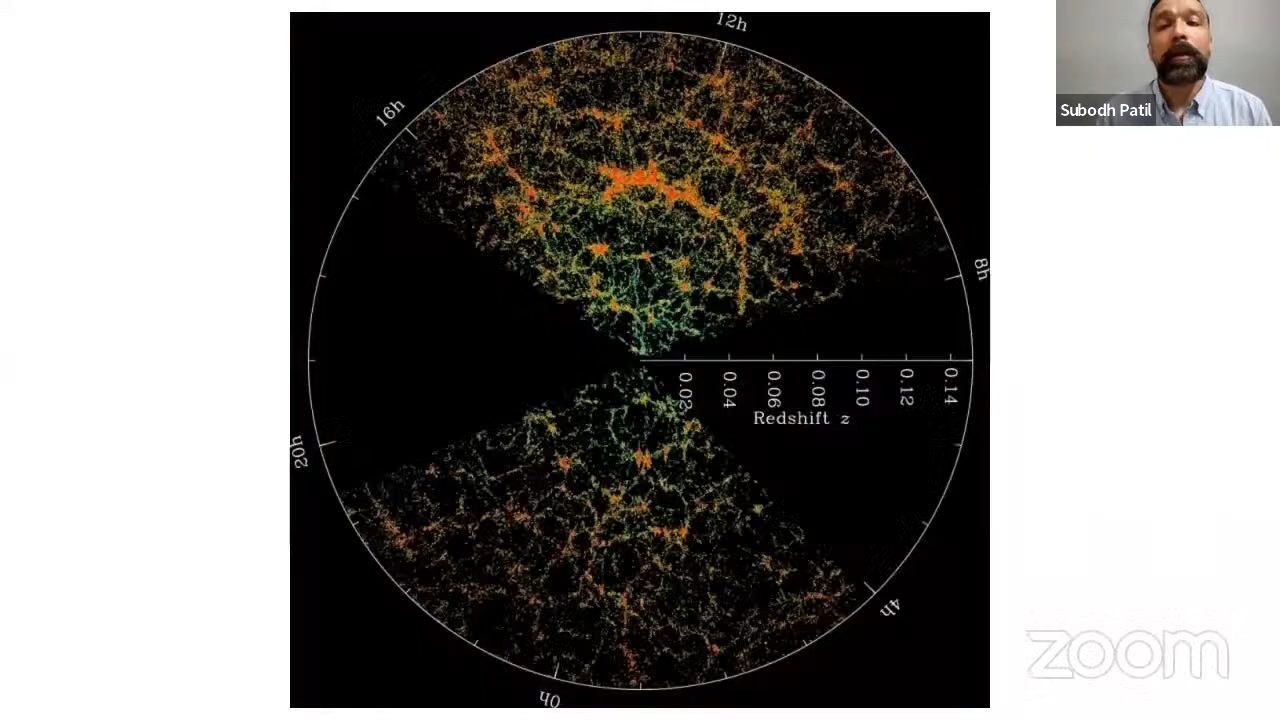 12h
16h
Subodh Patil
8h
0.02
0.04
0.06
0.08
0.10
0.12
0.14
Redshift z
20h
4h
0h
zoom